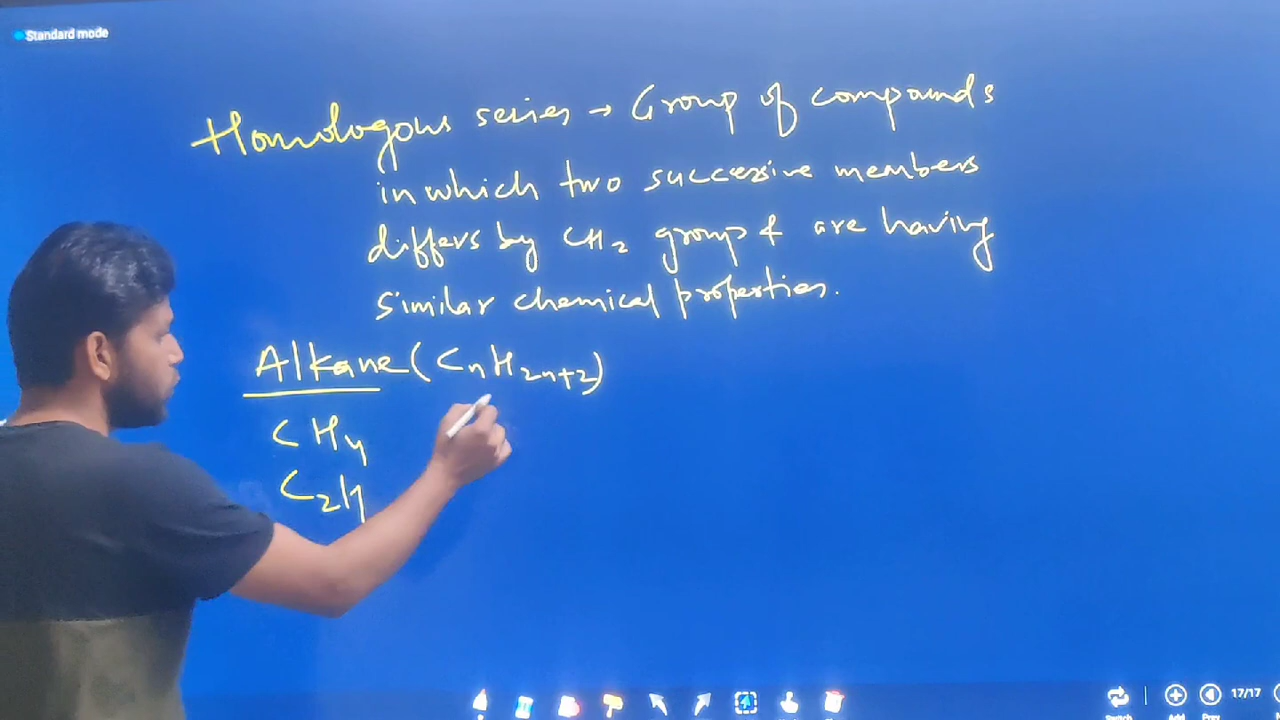 Standard mode
Homologous series → Group of compounds
in which two successive members
differs by CH₂ group & are having
similar chemical properties.
Alkane (CₙH₂ₙ₊₂)
CH₄
C₂H
17/17